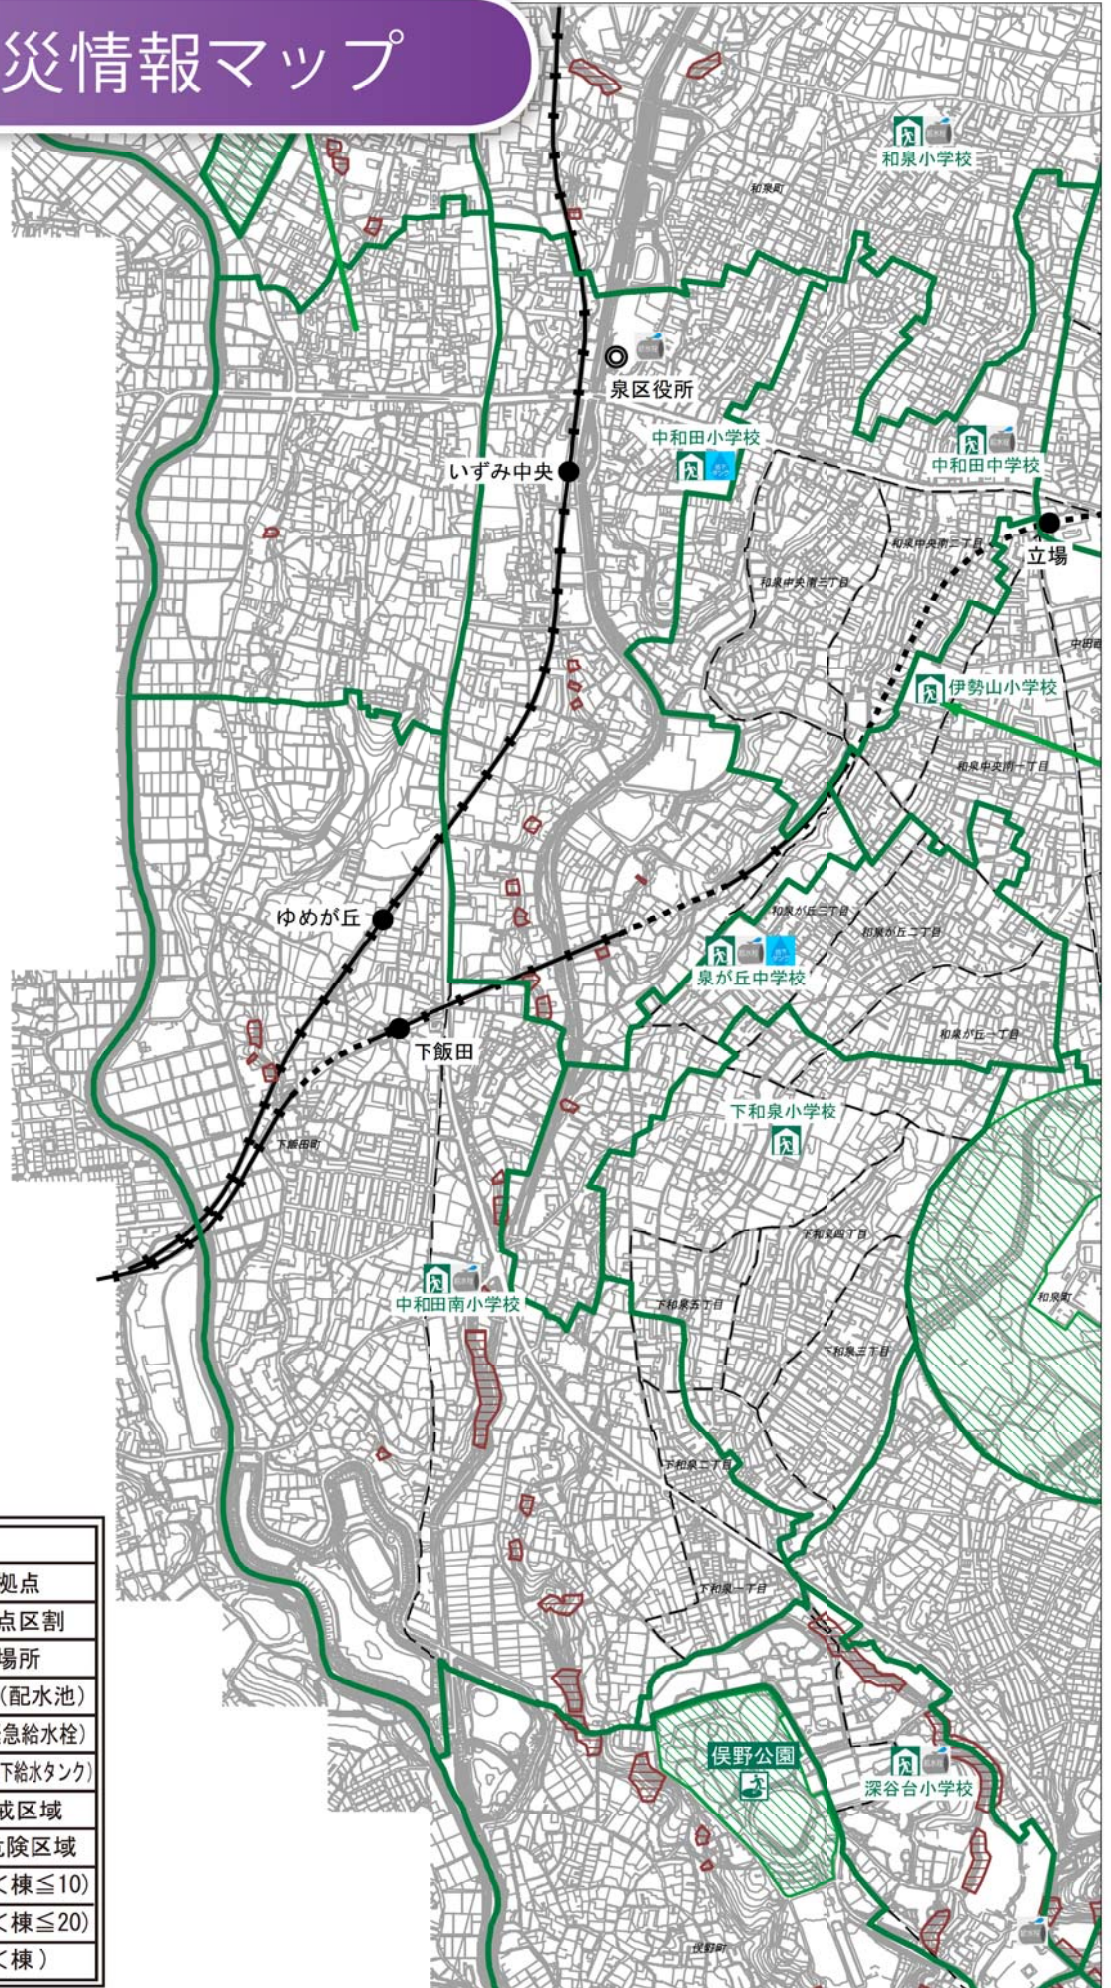 災情報マップ
和泉小学校
和泉町
泉区役所
中和田小学校
中和田中学校
いずみ中央
和泉中央南二丁目
立場
和泉中央南三丁目
伊勢山小学校
和泉中央南一丁目
ゆめが丘
和泉が丘三丁目
和泉が丘二丁目
泉が丘中学校
和泉が丘一丁目
下飯田
下和泉小学校
下飯田町
下和泉四丁目
中和田南小学校
下和泉五丁目
和泉町
下和泉三丁目
下和泉二丁目
下和泉一丁目
俣野公園
深谷台小学校
俣野町
拠点
点区割
場所
(配水池)
急給水栓)
下給水タンク)
戒区域
危険区域
く棟≦10)
く棟≦20)
く棟)